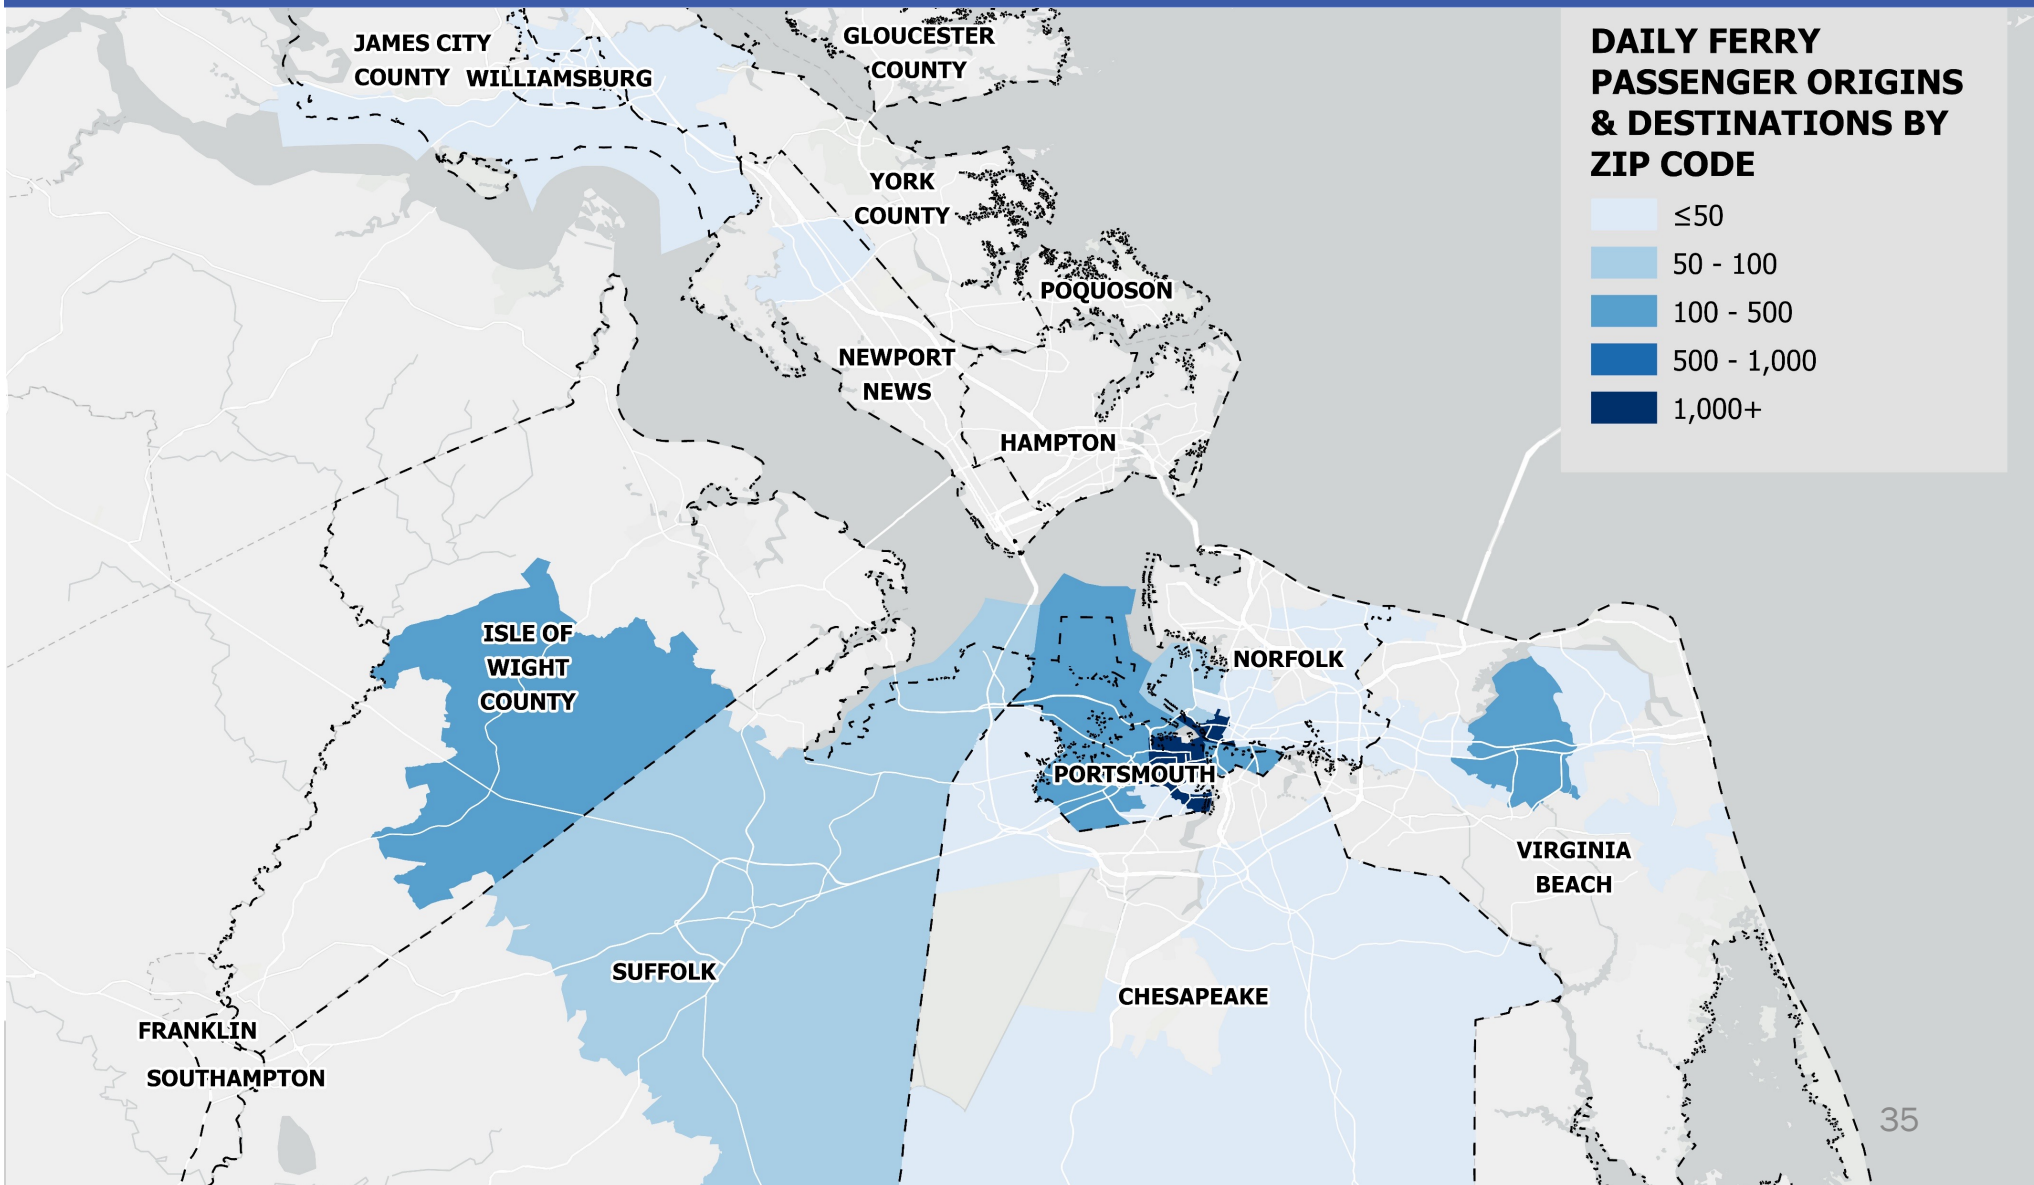 JAMES CITY
COUNTY
WILLIAMSBURG
GLOUCESTER
COUNTY
DAILY FERRY
PASSENGER ORIGINS
& DESTINATIONS BY
ZIP CODE
≤50
50 - 100
100 - 500
500 - 1,000
1,000+
YORK
COUNTY
POQUOSON
NEWPORT
NEWS
HAMPTON
ISLE OF
WIGHT
COUNTY
NORFOLK
PORTSMOUTH
VIRGINIA
BEACH
SUFFOLK
CHESAPEAKE
FRANKLIN
SOUTHAMPTON
35